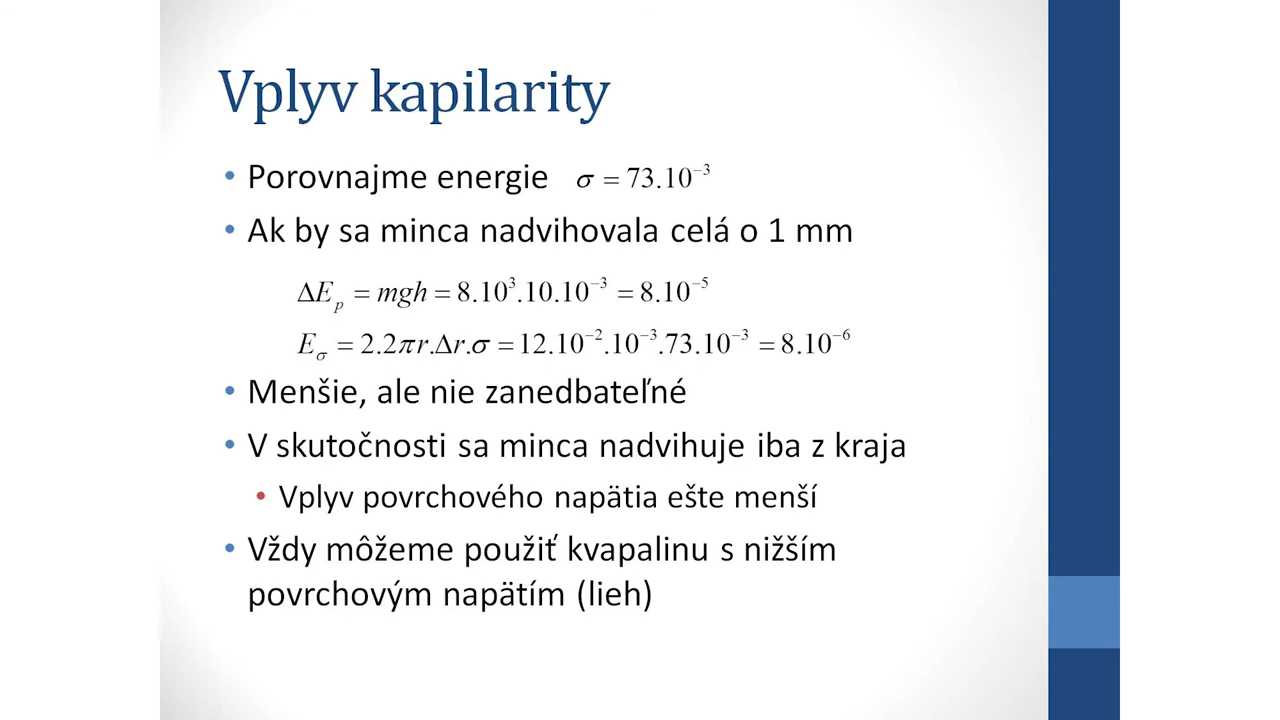 Vplyv kapilarity
• Porovnajme energie σ = 73.10⁻³
• Ak by sa minca nadvihovala celá o 1 mm
ΔEₚ = mgh = 8.10³.10.10⁻³ = 8.10⁻⁵
E_σ = 2.2πr.Δr.σ = 12.10⁻².10⁻³.73.10⁻³ = 8.10⁻⁶
• Menšie, ale nie zanedbateľné
• V skutočnosti sa minca nadvihuje iba z kraja
• Vplyv povrchového napätia ešte menší
• Vždy môžeme použiť kvapalinu s nižším
povrchovým napätím (lieh)